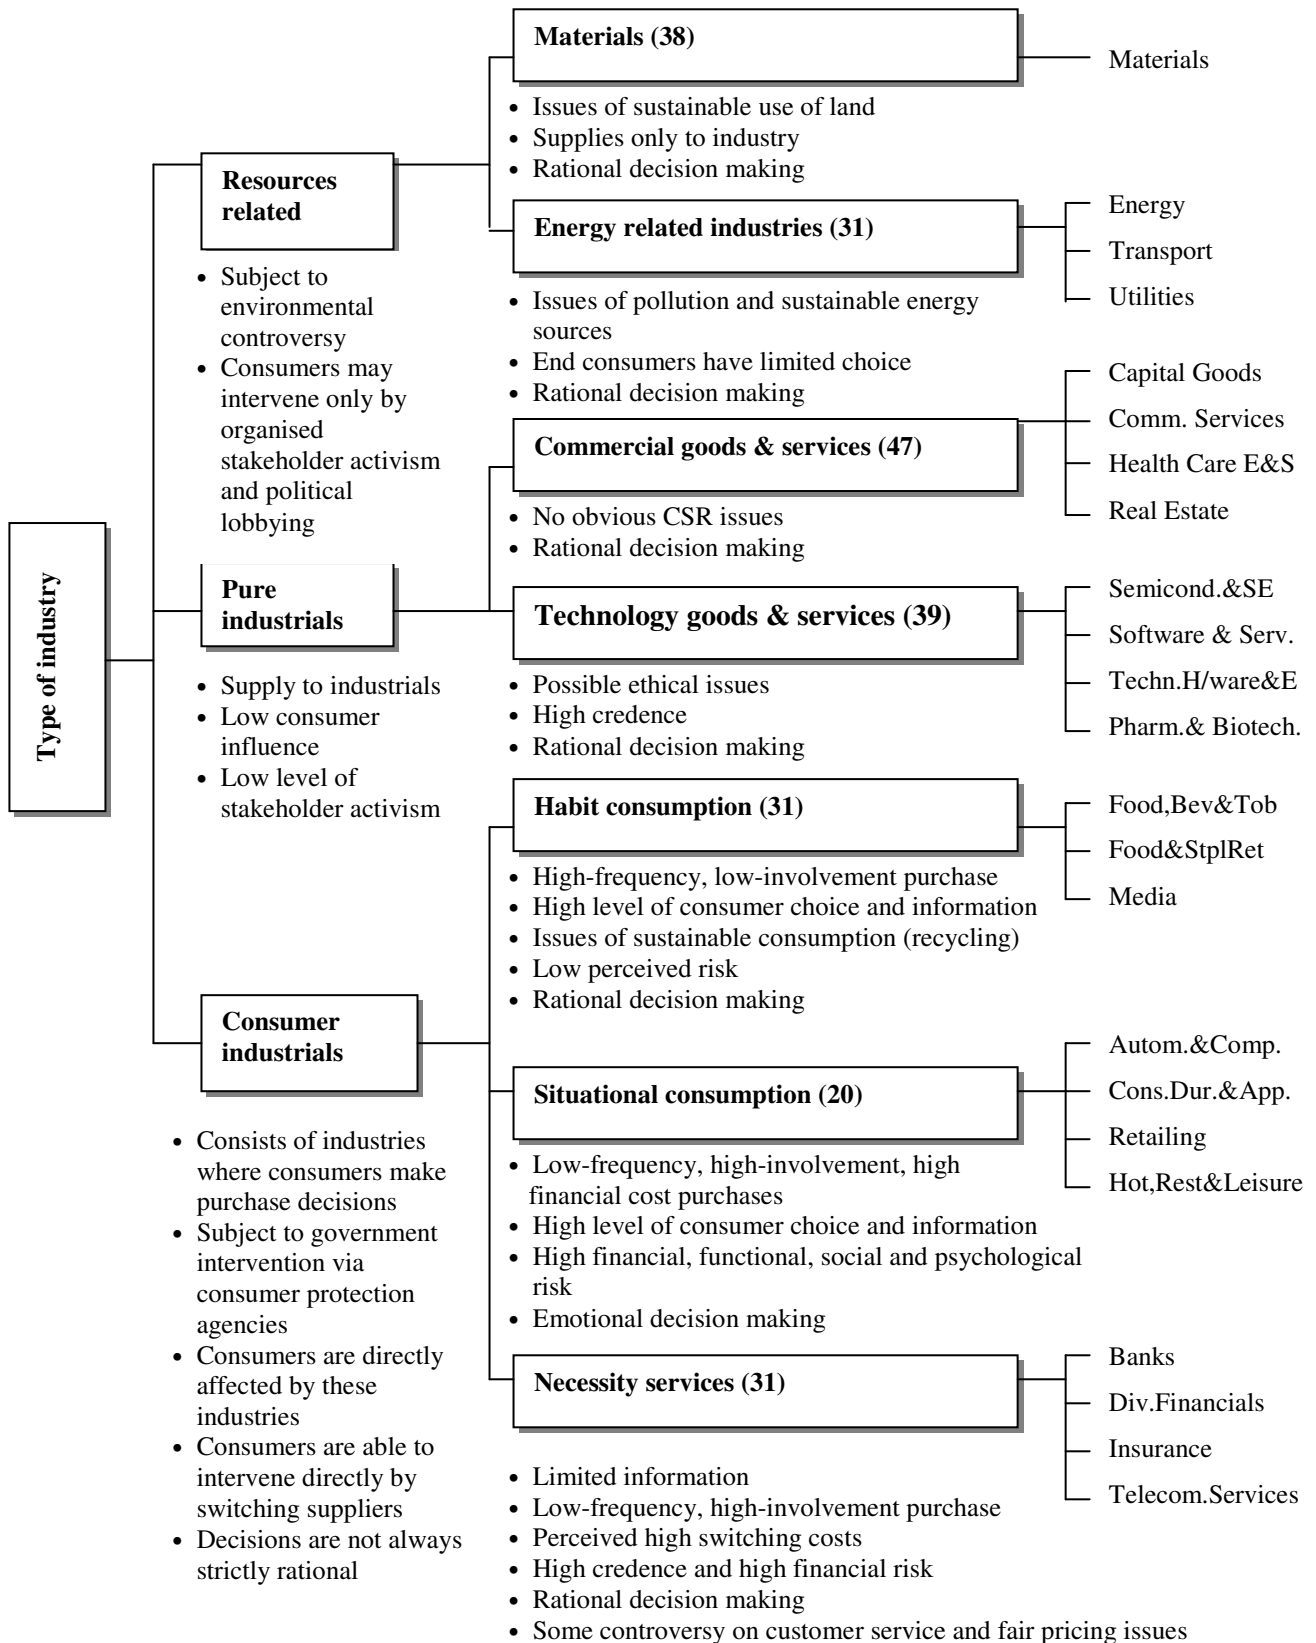 Type of industry
Resources
related
• Subject to
environmental
controversy
• Consumers may
intervene only by
organised
stakeholder activism
and political
lobbying
Pure
industrials
• Supply to industrials
• Low consumer
influence
• Low level of
stakeholder activism
Consumer
industrials
• Consists of industries
where consumers make
purchase decisions
• Subject to government
intervention via
consumer protection
agencies
• Consumers are directly
affected by these
industries
• Consumers are able to
intervene directly by
switching suppliers
• Decisions are not always
strictly rational
Materials (38)
• Issues of sustainable use of land
• Supplies only to industry
• Rational decision making
Energy related industries (31)
• Issues of pollution and sustainable energy
sources
• End consumers have limited choice
• Rational decision making
Commercial goods & services (47)
• No obvious CSR issues
• Rational decision making
Technology goods & services (39)
• Possible ethical issues
• High credence
• Rational decision making
Habit consumption (31)
• High-frequency, low-involvement purchase
• High level of consumer choice and information
• Issues of sustainable consumption (recycling)
• Low perceived risk
• Rational decision making
Situational consumption (20)
• Low-frequency, high-involvement, high
financial cost purchases
• High level of consumer choice and information
• High financial, functional, social and psychological
risk
• Emotional decision making
Necessity services (31)
• Limited information
• Low-frequency, high-involvement purchase
• Perceived high switching costs
• High credence and high financial risk
• Rational decision making
• Some controversy on customer service and fair pricing issues
Materials
Energy
Transport
Utilities
Capital Goods
Comm. Services
Health Care E&S
Real Estate
Semicond.&SE
Software & Serv.
Techn.H/ware&E
Pharm.& Biotech.
Food,Bev&Tob
Food&StplRet
Media
Autom.&Comp.
Cons.Dur.&App.
Retailing
Hot,Rest&Leisure
Banks
Div.Financials
Insurance
Telecom.Services